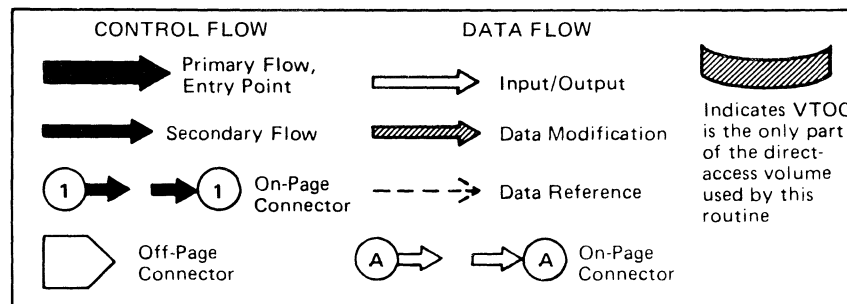 CONTROL FLOW
Primary Flow,
Entry Point
Secondary Flow
1
1
On-Page
Connector
Off-Page
Connector
DATA FLOW
Input/Output
Data Modification
Data Reference
A
A
On-Page
Connector
Indicates VTOC
is the only part
of the direct-
access volume
used by this
routine